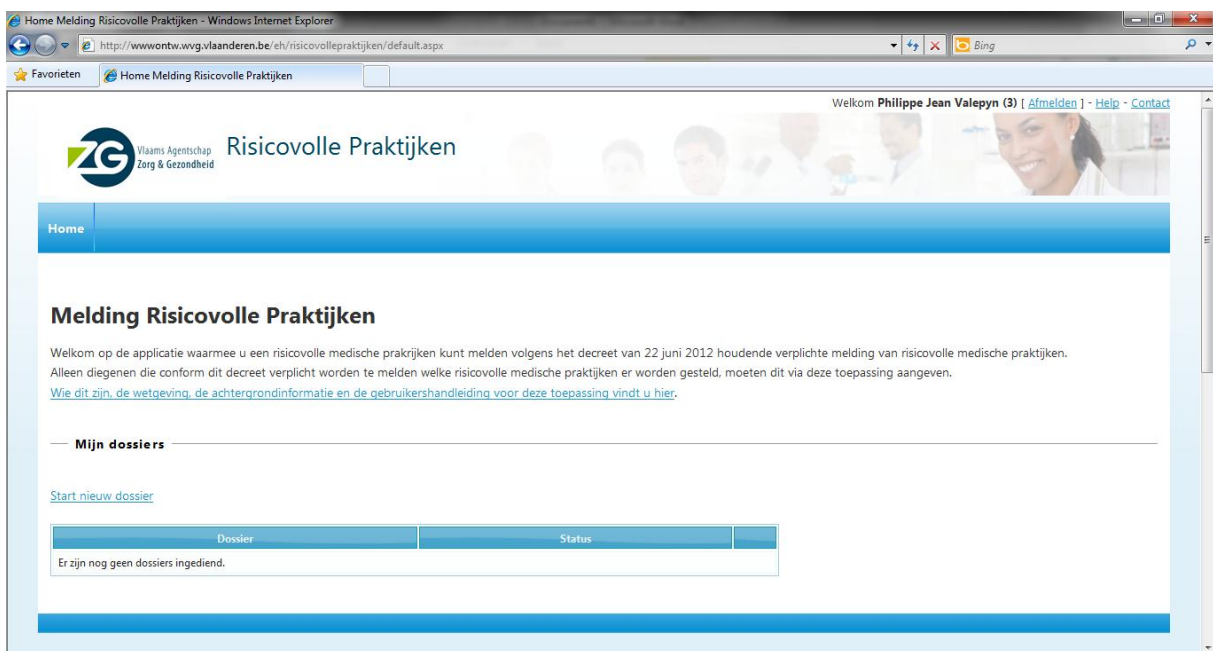 Home Melding Risicovolle Praktijken - Windows Internet Explorer
http://wwwontw.wvg.vlaanderen.be/eh/risicovollepraktijken/default.aspx
Bing
Favorieten
Home Melding Risicovolle Praktijken
Welkom Philippe Jean Valepyn (3) [ Afmelden ] - Help - Contact
ZG
Vlaams Agentschap
Zorg & Gezondheid
Risicovolle Praktijken
Home
Melding Risicovolle Praktijken
Welkom op de applicatie waarmee u een risicovolle medische prakrijken kunt melden volgens het decreet van 22 juni 2012 houdende verplichte melding van risicovolle medische praktijken.
Alleen diegenen die conform dit decreet verplicht worden te melden welke risicovolle medische praktijken er worden gesteld, moeten dit via deze toepassing aangeven.
Wie dit zijn, de wetgeving, de achtergrondinformatie en de gebruikershandleiding voor deze toepassing vindt u hier.
Mijn dossiers
Start nieuw dossier
Dossier Status
Er zijn nog geen dossiers ingediend.